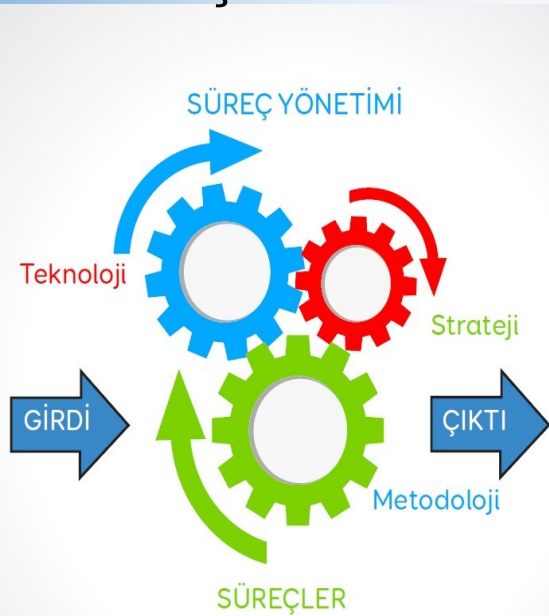 SÜREÇ YÖNETİMİ
Teknoloji
Strateji
GİRDİ
ÇIKTI
Metodoloji
SÜREÇLER